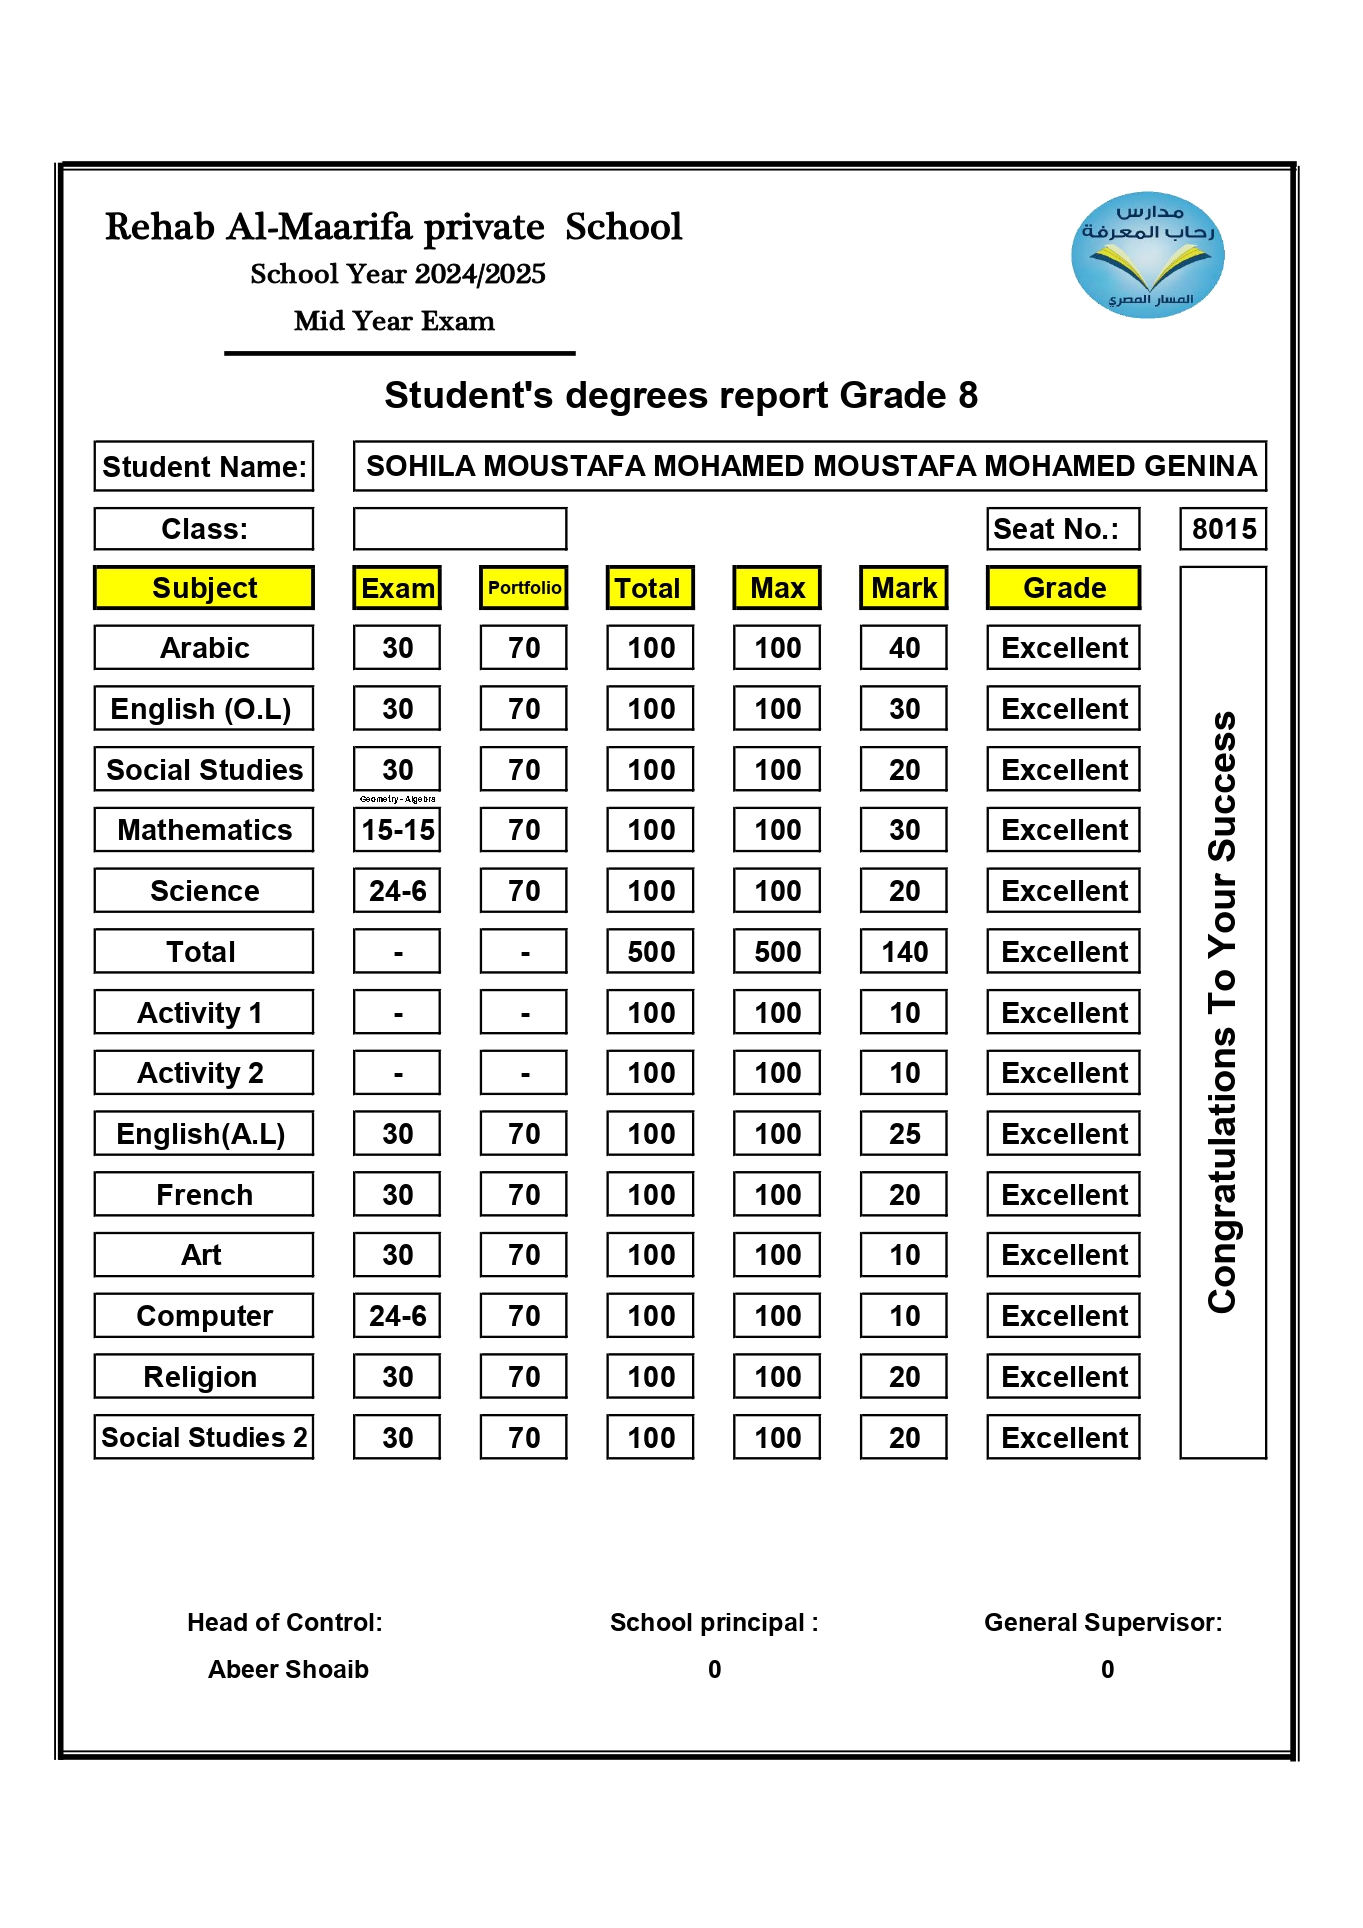 مدارس
رحاب المعرفة
المسار المصري
Rehab Al-Maarifa private School
School Year 2024/2025
Mid Year Exam
Student's degrees report Grade 8
Student Name: SOHILA MOUSTAFA MOHAMED MOUSTAFA MOHAMED GENINA
Class: Seat No.: 8015
Subject Exam Portfolio Total Max Mark Grade
Arabic 30 70 100 100 40 Excellent
English (O.L) 30 70 100 100 30 Excellent
Social Studies 30 70 100 100 20 Excellent
Geometry - Algebra
Mathematics 15-15 70 100 100 30 Excellent
Science 24-6 70 100 100 20 Excellent
Total - - 500 500 140 Excellent
Activity 1 - - 100 100 10 Excellent
Activity 2 - - 100 100 10 Excellent
English(A.L) 30 70 100 100 25 Excellent
French 30 70 100 100 20 Excellent
Art 30 70 100 100 10 Excellent
Computer 24-6 70 100 100 10 Excellent
Religion 30 70 100 100 20 Excellent
Social Studies 2 30 70 100 100 20 Excellent
Congratulations To Your Success
Head of Control: School principal : General Supervisor:
Abeer Shoaib 0 0